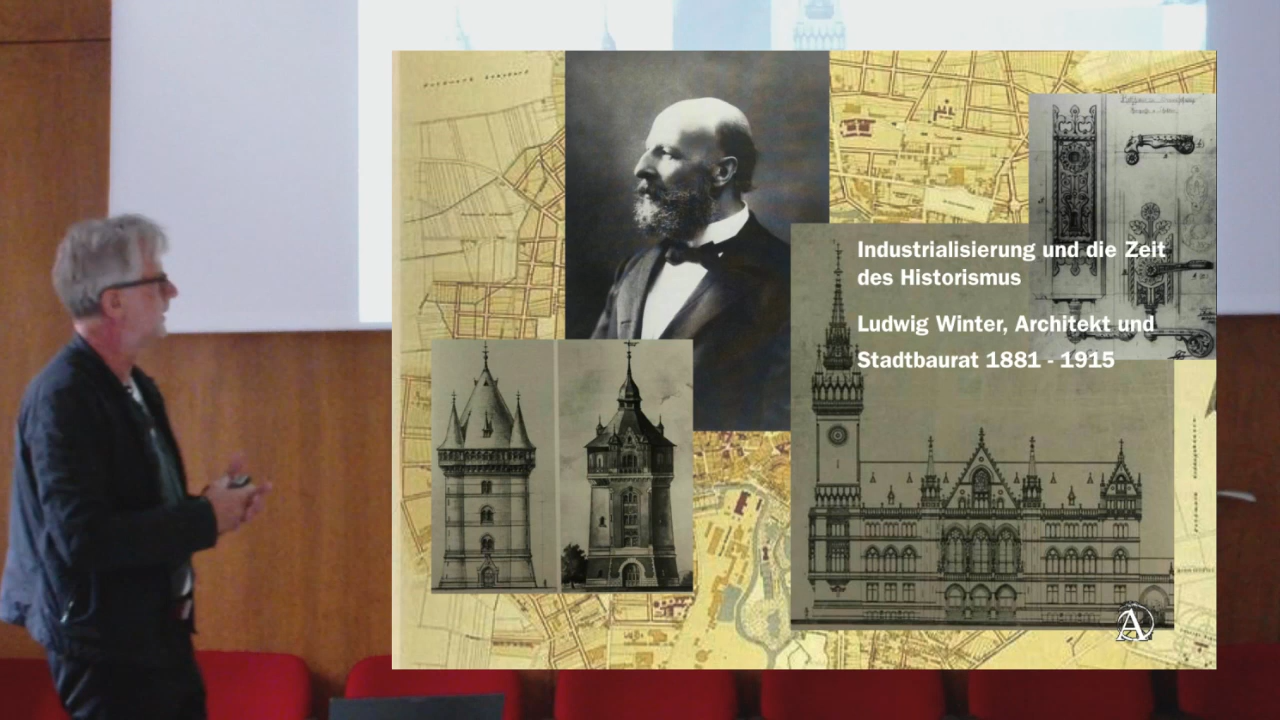 Industrialisierung und die Zeit
des Historismus
Ludwig Winter, Architekt und
Stadtbaurat 1881 - 1915
A